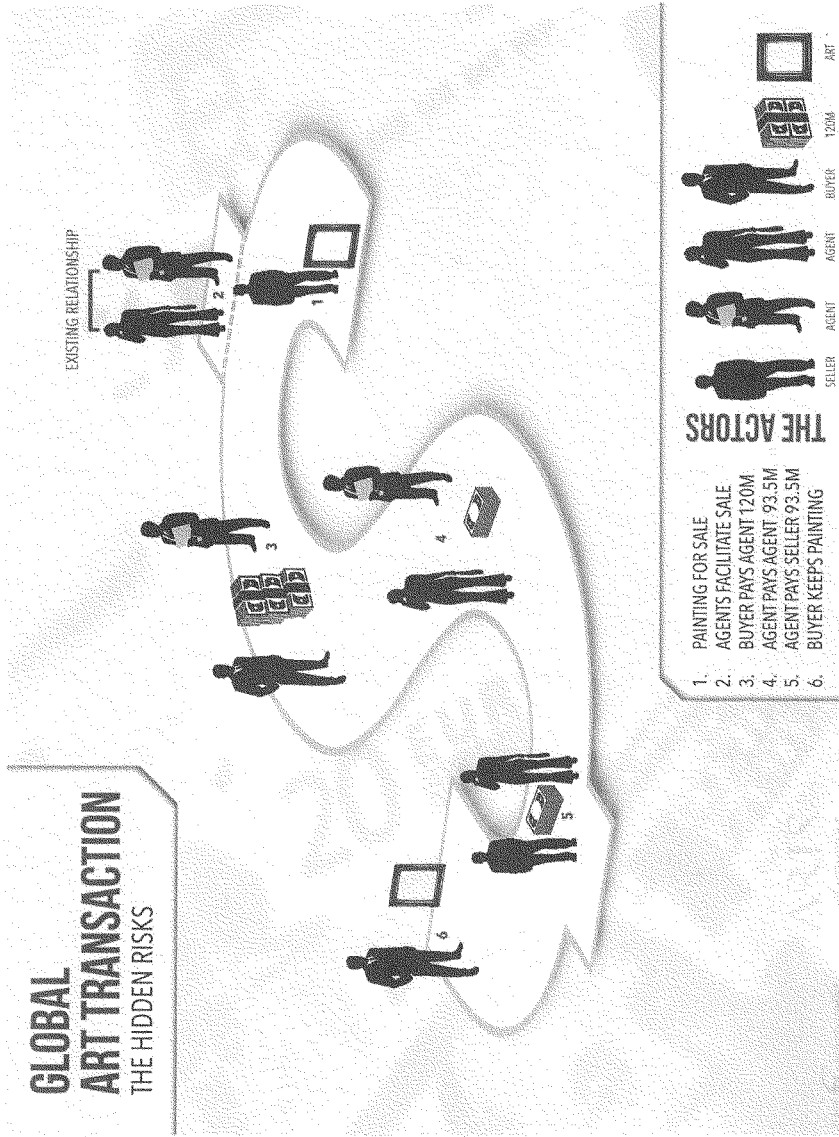 GLOBAL
ART TRANSACTION
THE HIDDEN RISKS
EXISTING RELATIONSHIP
1
2
3
4
5
6
1. PAINTING FOR SALE
2. AGENTS FACILITATE SALE
3. BUYER PAYS AGENT 120M
4. AGENT PAYS AGENT 93.5M
5. AGENT PAYS SELLER 93.5M
6. BUYER KEEPS PAINTING
THE ACTORS
SELLER
AGENT
AGENT
BUYER
120M
ART